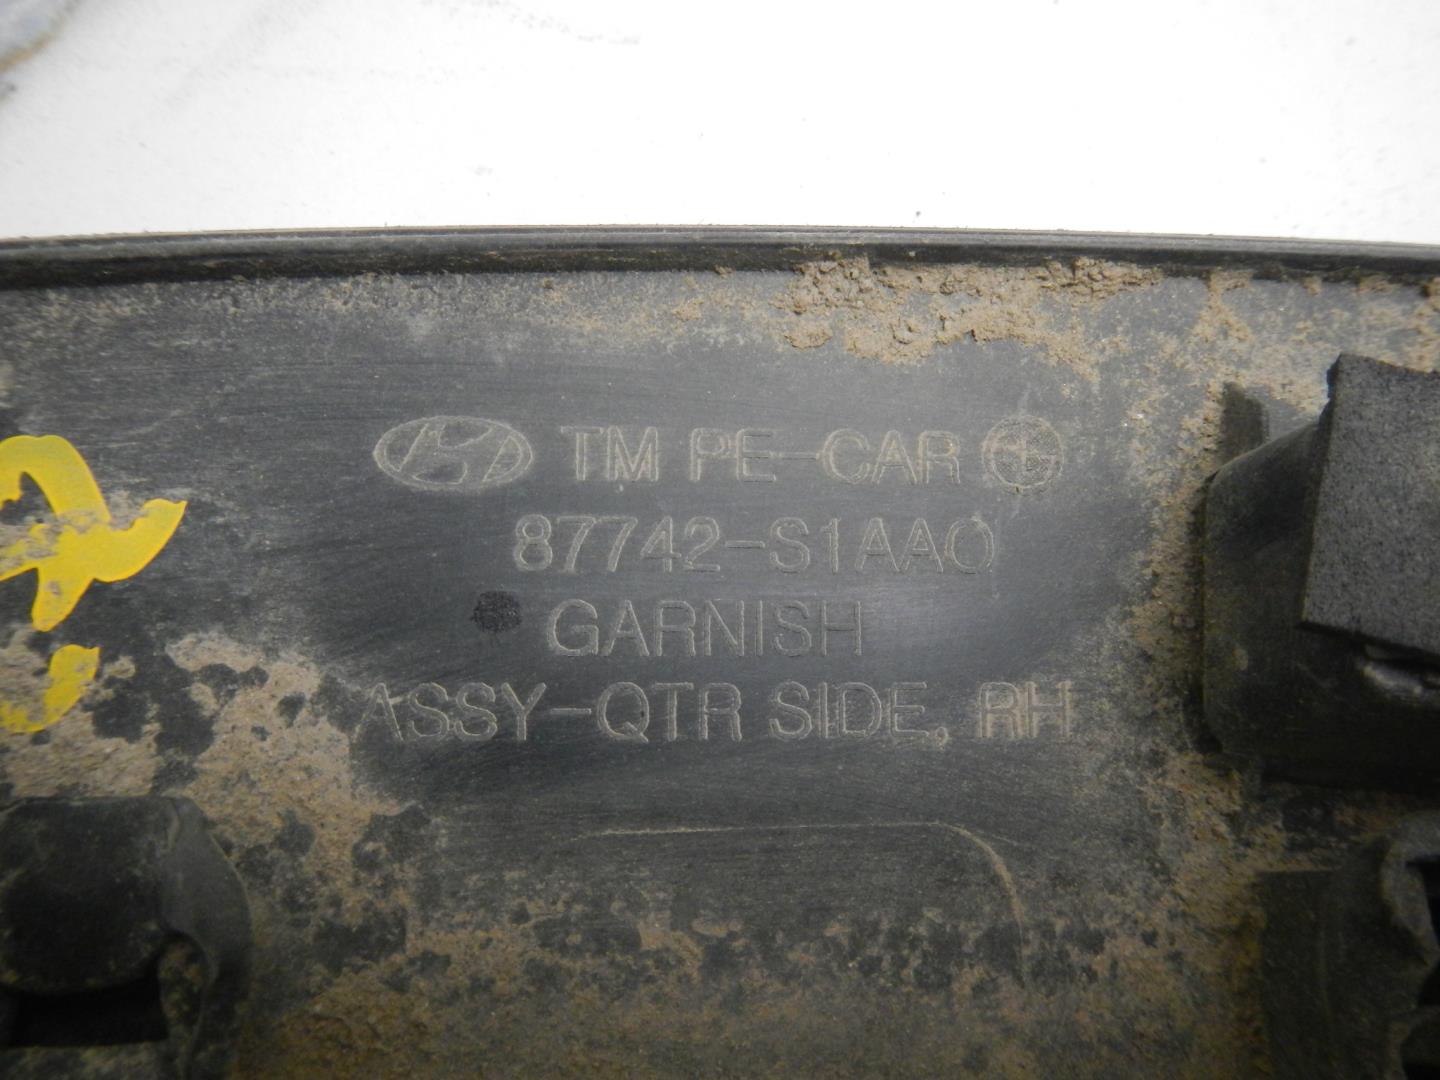 TM PE-CAR
87742-S1AA0
GARNISH
ASSY-QTR SIDE, RH